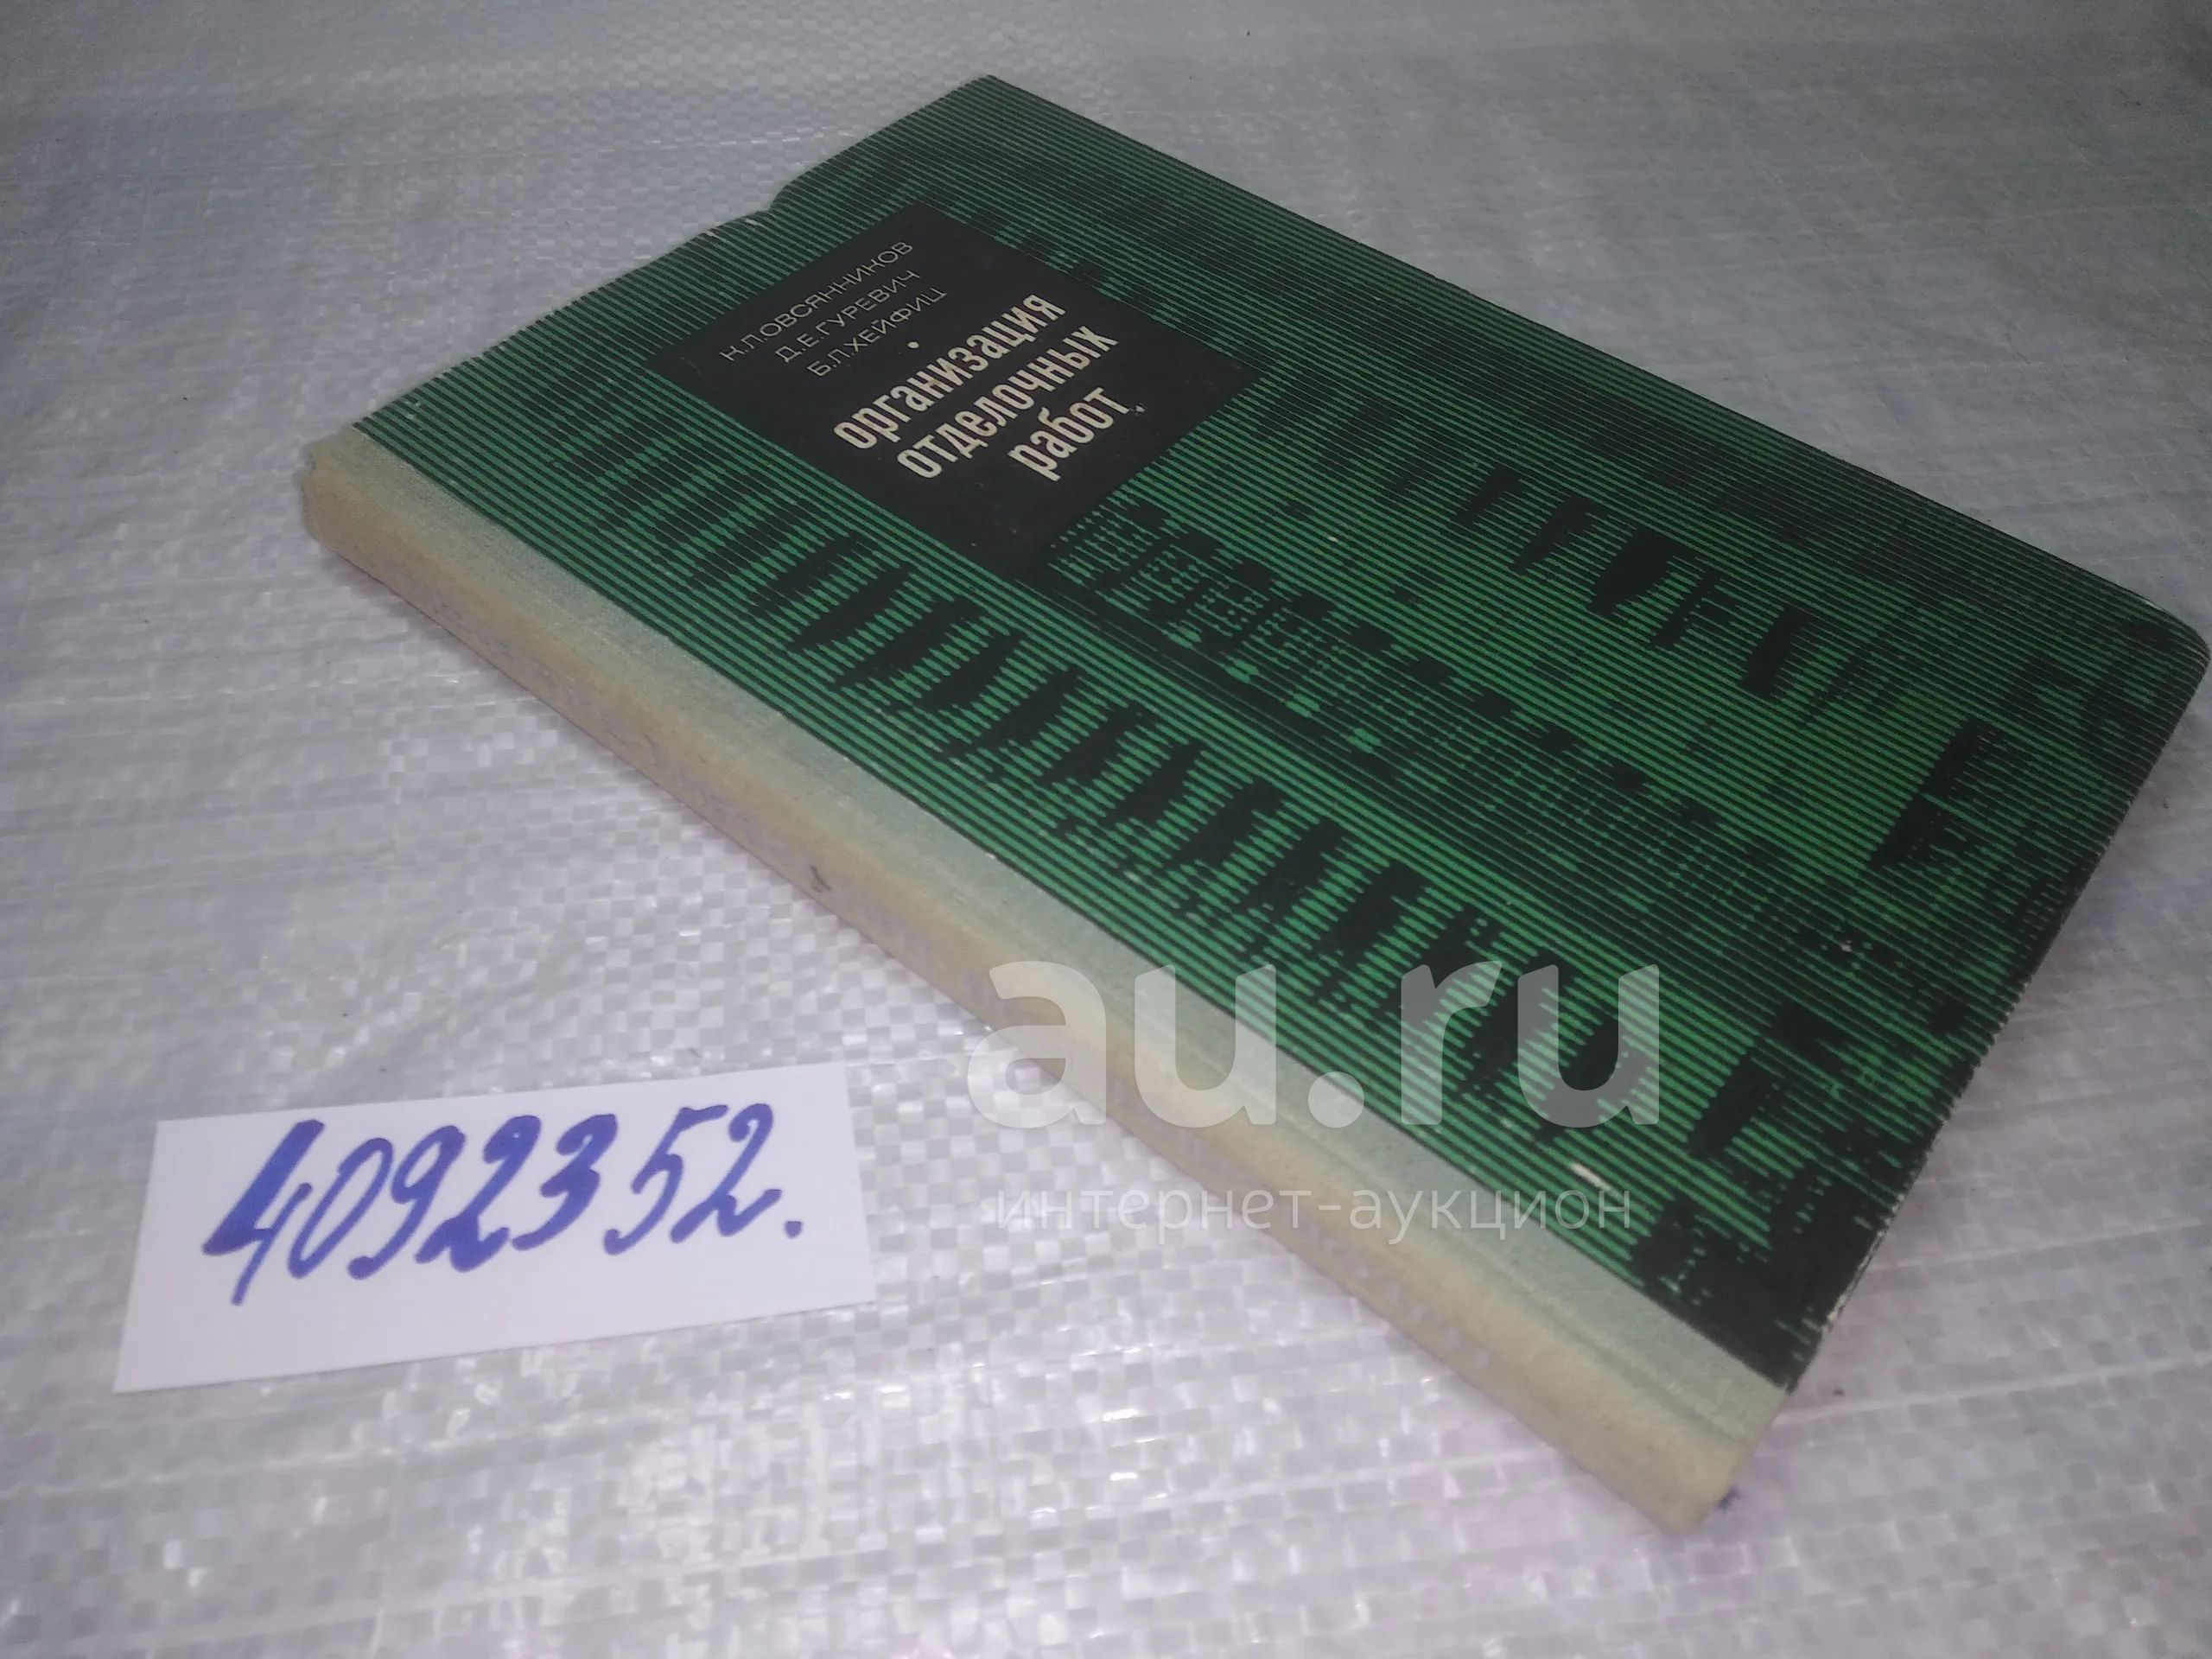 К.Л.ОВСЯННИКОВ
Д.Е.ГУРЕВИЧ
Б.Л.ХЕЙФИЦ
организация
отделочных
работ
au.ru
интернет-аукцион
4092352.